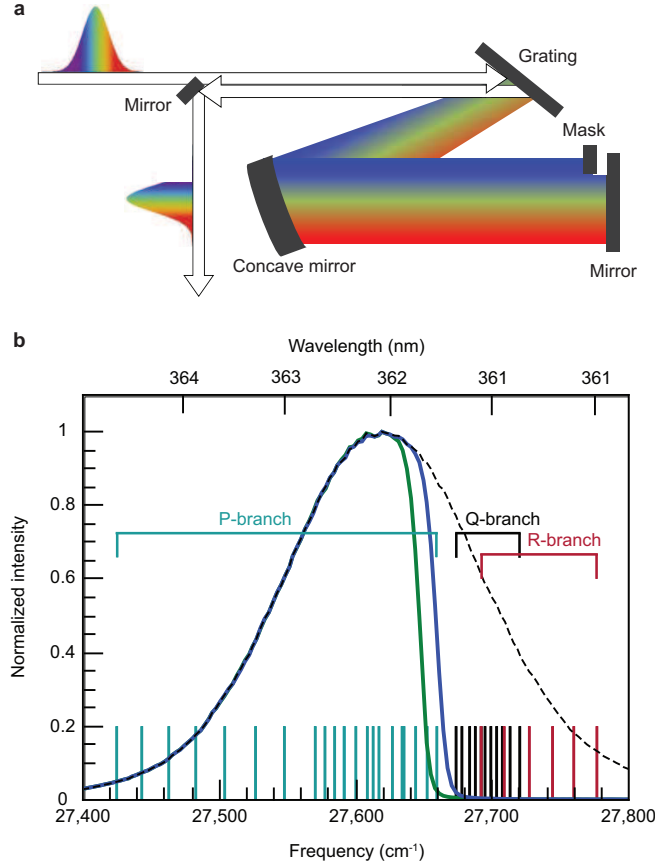 a
Grating
Mirror
Mask
Concave mirror
Mirror
b
Wavelength (nm)
364 363 362 361 361
1
0.8
0.6
0.4
0.2
0
Normalized intensity
P-branch
Q-branch
R-branch
27,400 27,500 27,600 27,700 27,800
Frequency (cm⁻¹)